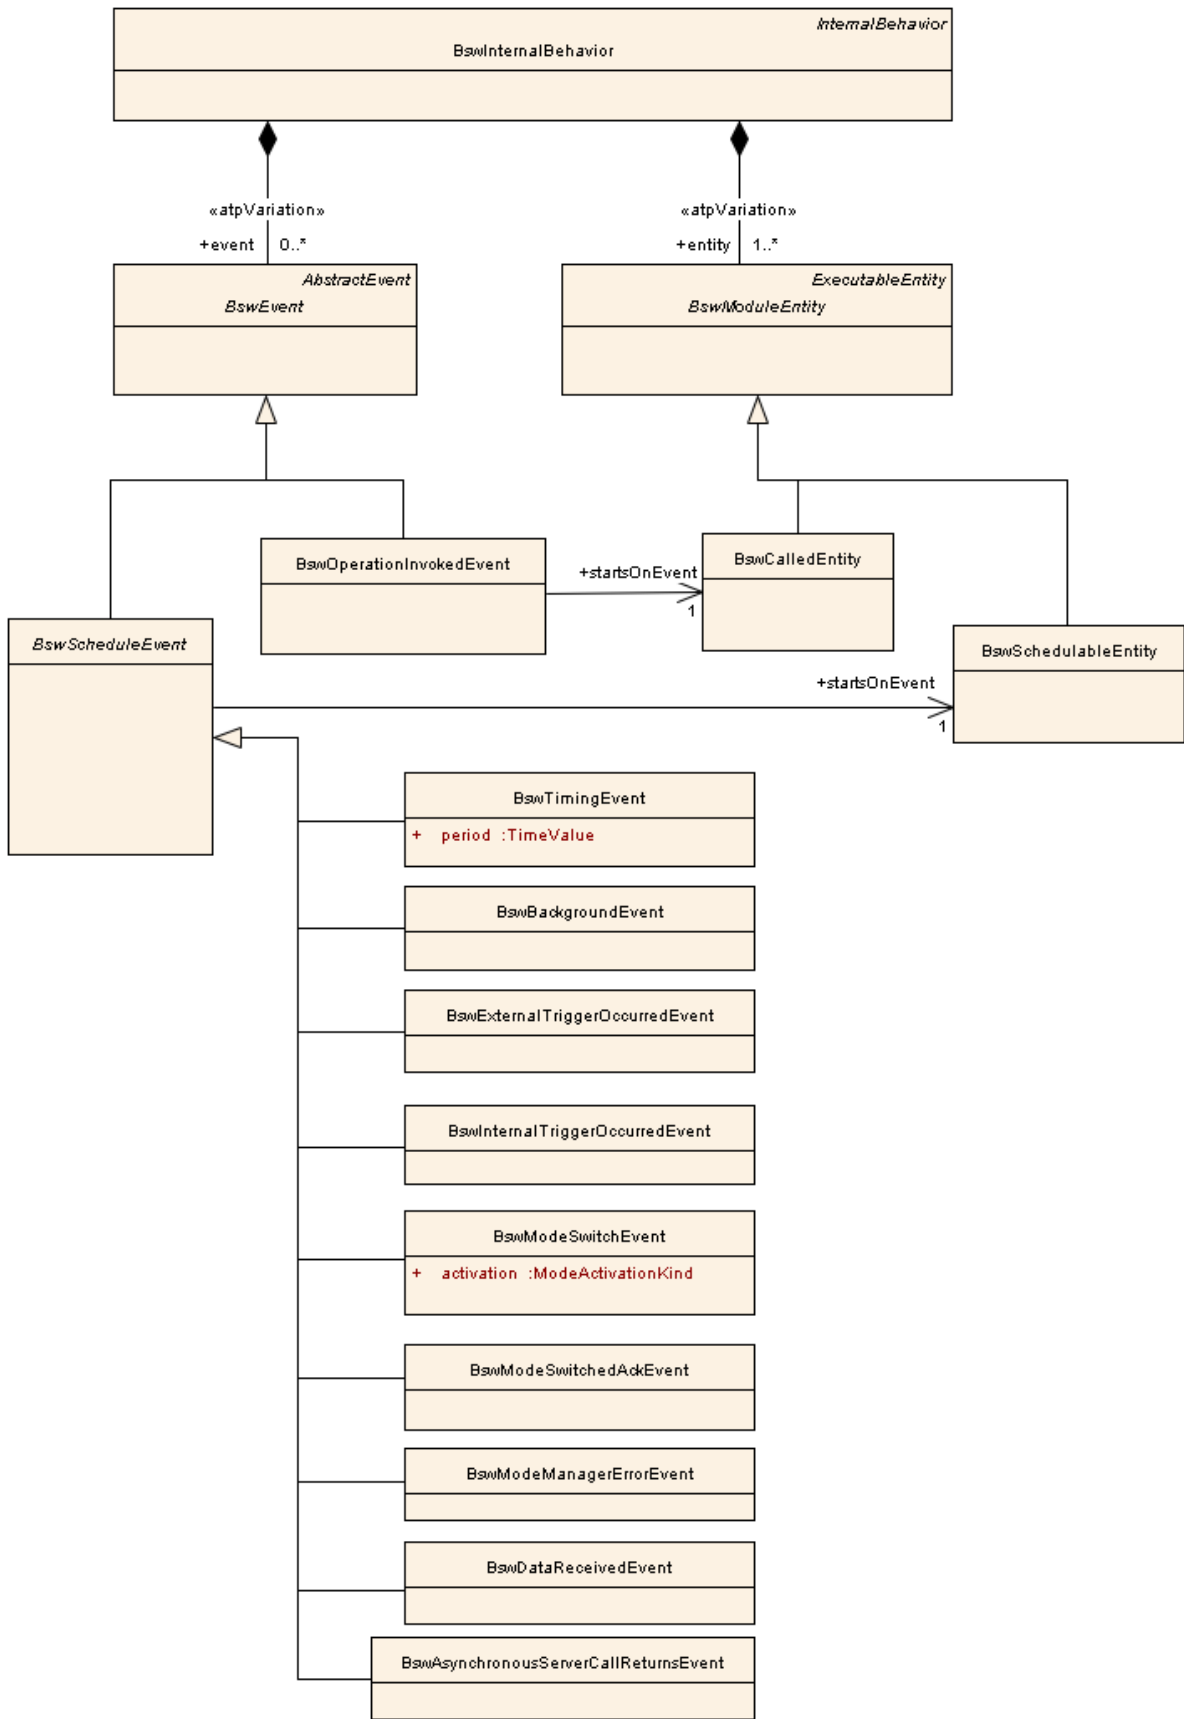 InternalBehavior
BswInternalBehavior
«atpVariation»
«atpVariation»
+event 0..*
+entity 1..*
AbstractEvent
BswEvent
ExecutableEntity
BswModuleEntity
BswOperationInvokedEvent
+startsOnEvent
1
BswCalledEntity
BswScheduleEvent
BswSchedulableEntity
+startsOnEvent
1
BswTimingEvent
+ period :TimeValue
BswBackgroundEvent
BswExternalTriggerOccurredEvent
BswInternalTriggerOccurredEvent
BswModeSwitchEvent
+ activation :ModeActivationKind
BswModeSwitchedAckEvent
BswModeManagerErrorEvent
BswDataReceivedEvent
BswAsynchronousServerCallReturnsEvent